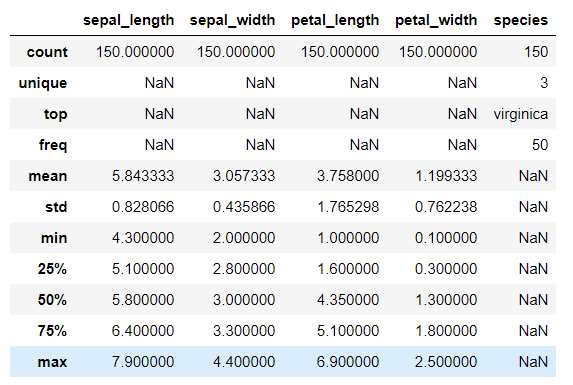 sepal_length sepal_width petal_length petal_width species
count 150.000000 150.000000 150.000000 150.000000 150
unique NaN NaN NaN NaN 3
top NaN NaN NaN NaN virginica
freq NaN NaN NaN NaN 50
mean 5.843333 3.057333 3.758000 1.199333 NaN
std 0.828066 0.435866 1.765298 0.762238 NaN
min 4.300000 2.000000 1.000000 0.100000 NaN
25% 5.100000 2.800000 1.600000 0.300000 NaN
50% 5.800000 3.000000 4.350000 1.300000 NaN
75% 6.400000 3.300000 5.100000 1.800000 NaN
max 7.900000 4.400000 6.900000 2.500000 NaN